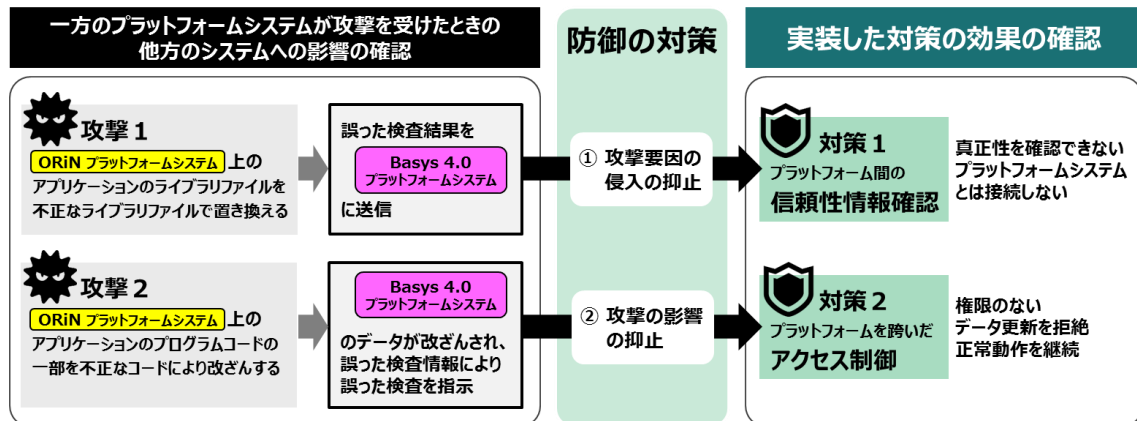 一方のプラットフォームシステムが攻撃を受けたときの
他方のシステムへの影響の確認
防御の対策
実装した対策の効果の確認
攻撃1
ORiN プラットフォームシステム 上の
アプリケーションのライブラリファイルを
不正なライブラリファイルで置き換える
誤った検査結果を
Basys 4.0
プラットフォームシステム
に送信
① 攻撃要因の
侵入の抑止
対策1
プラットフォーム間の
信頼性情報確認
真正性を確認できない
プラットフォームシステム
とは接続しない
攻撃2
ORiN プラットフォームシステム 上の
アプリケーションのプログラムコードの
一部を不正なコードにより改ざんする
Basys 4.0
プラットフォームシステム
のデータが改ざんされ、
誤った検査情報により
誤った検査を指示
② 攻撃の影響
の抑止
対策2
プラットフォームを跨いだ
アクセス制御
権限のない
データ更新を拒絶
正常動作を継続